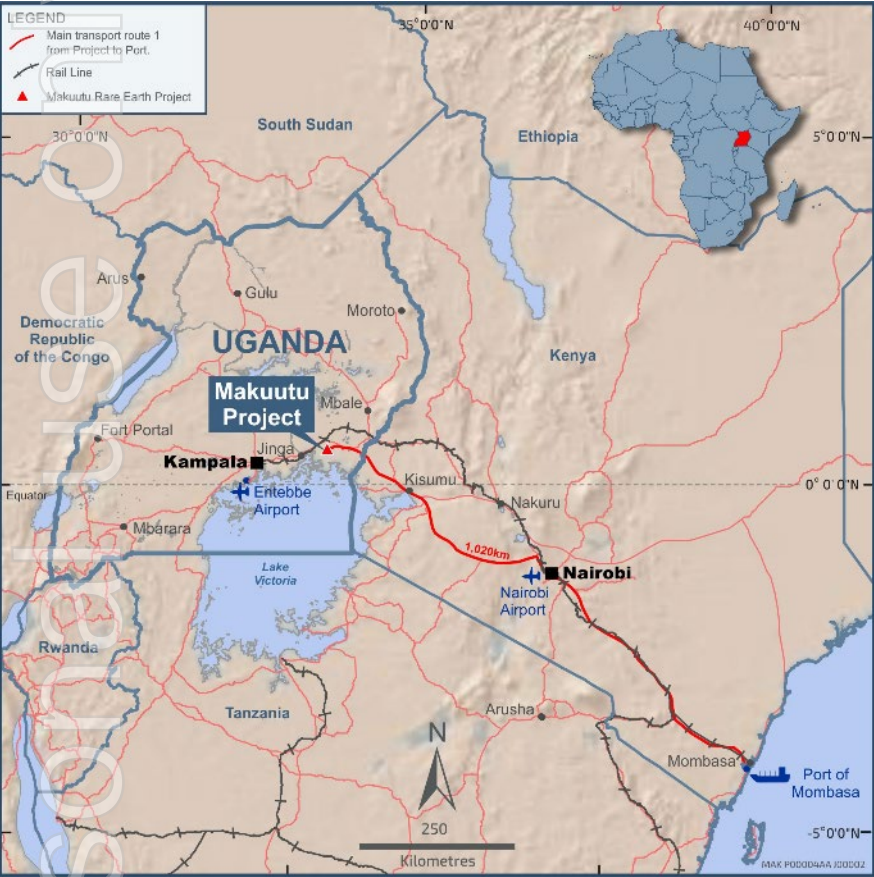 LEGEND
Main transport route 1
from Project to Port.
Rail Line
Makuutu Rare Earth Project
35°0'0"N
40°0'0"N
30°0'0"N
5°0'0"N
South Sudan
Ethiopia
Arus
Gulu
Moroto
Democratic
Republic
of the Congo
UGANDA
Kenya
Makuutu
Project
Mbale
Fort Portal
Jinga
Kampala
Kisumu
Equator
0°0'0"N
Entebbe
Airport
Nakuru
Mbarara
1,020km
Lake
Victoria
Nairobi
Nairobi
Airport
Rwanda
Tanzania
Arusha
N
Mombasa
Port of
Mombasa
250
Kilometres
-5°0'0"N
MAK P00004AA J00002
sonal use on